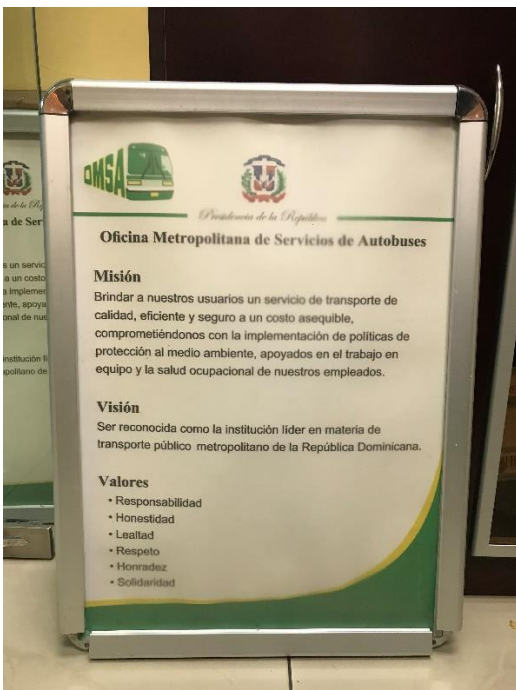 OMSA
Presidencia de la República
Oficina Metropolitana de Servicios de Autobuses
Misión
Brindar a nuestros usuarios un servicio de transporte de
calidad, eficiente y seguro a un costo asequible,
comprometiéndonos con la implementación de políticas de
protección al medio ambiente, apoyados en el trabajo en
equipo y la salud ocupacional de nuestros empleados.
Visión
Ser reconocida como la institución líder en materia de
transporte público metropolitano de la República Dominicana.
Valores
• Responsabilidad
• Honestidad
• Lealtad
• Respeto
• Honradez
• Solidaridad